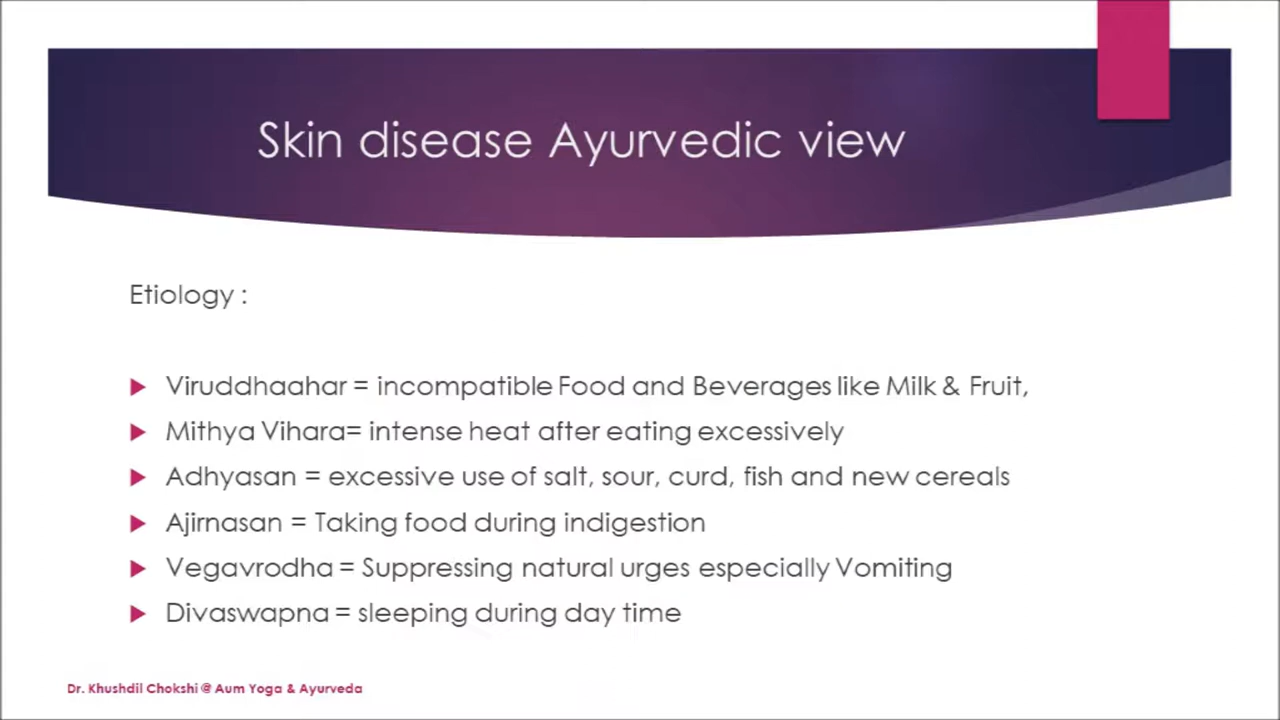 Skin disease Ayurvedic view
Etiology :
Viruddhaahar = incompatible Food and Beverages like Milk & Fruit,
Mithya Vihara= intense heat after eating excessively
Adhyasan = excessive use of salt, sour, curd, fish and new cereals
Ajirnasan = Taking food during indigestion
Vegavrodha = Suppressing natural urges especially Vomiting
Divaswapna = sleeping during day time
Dr. Khushdil Chokshi @ Aum Yoga & Ayurveda